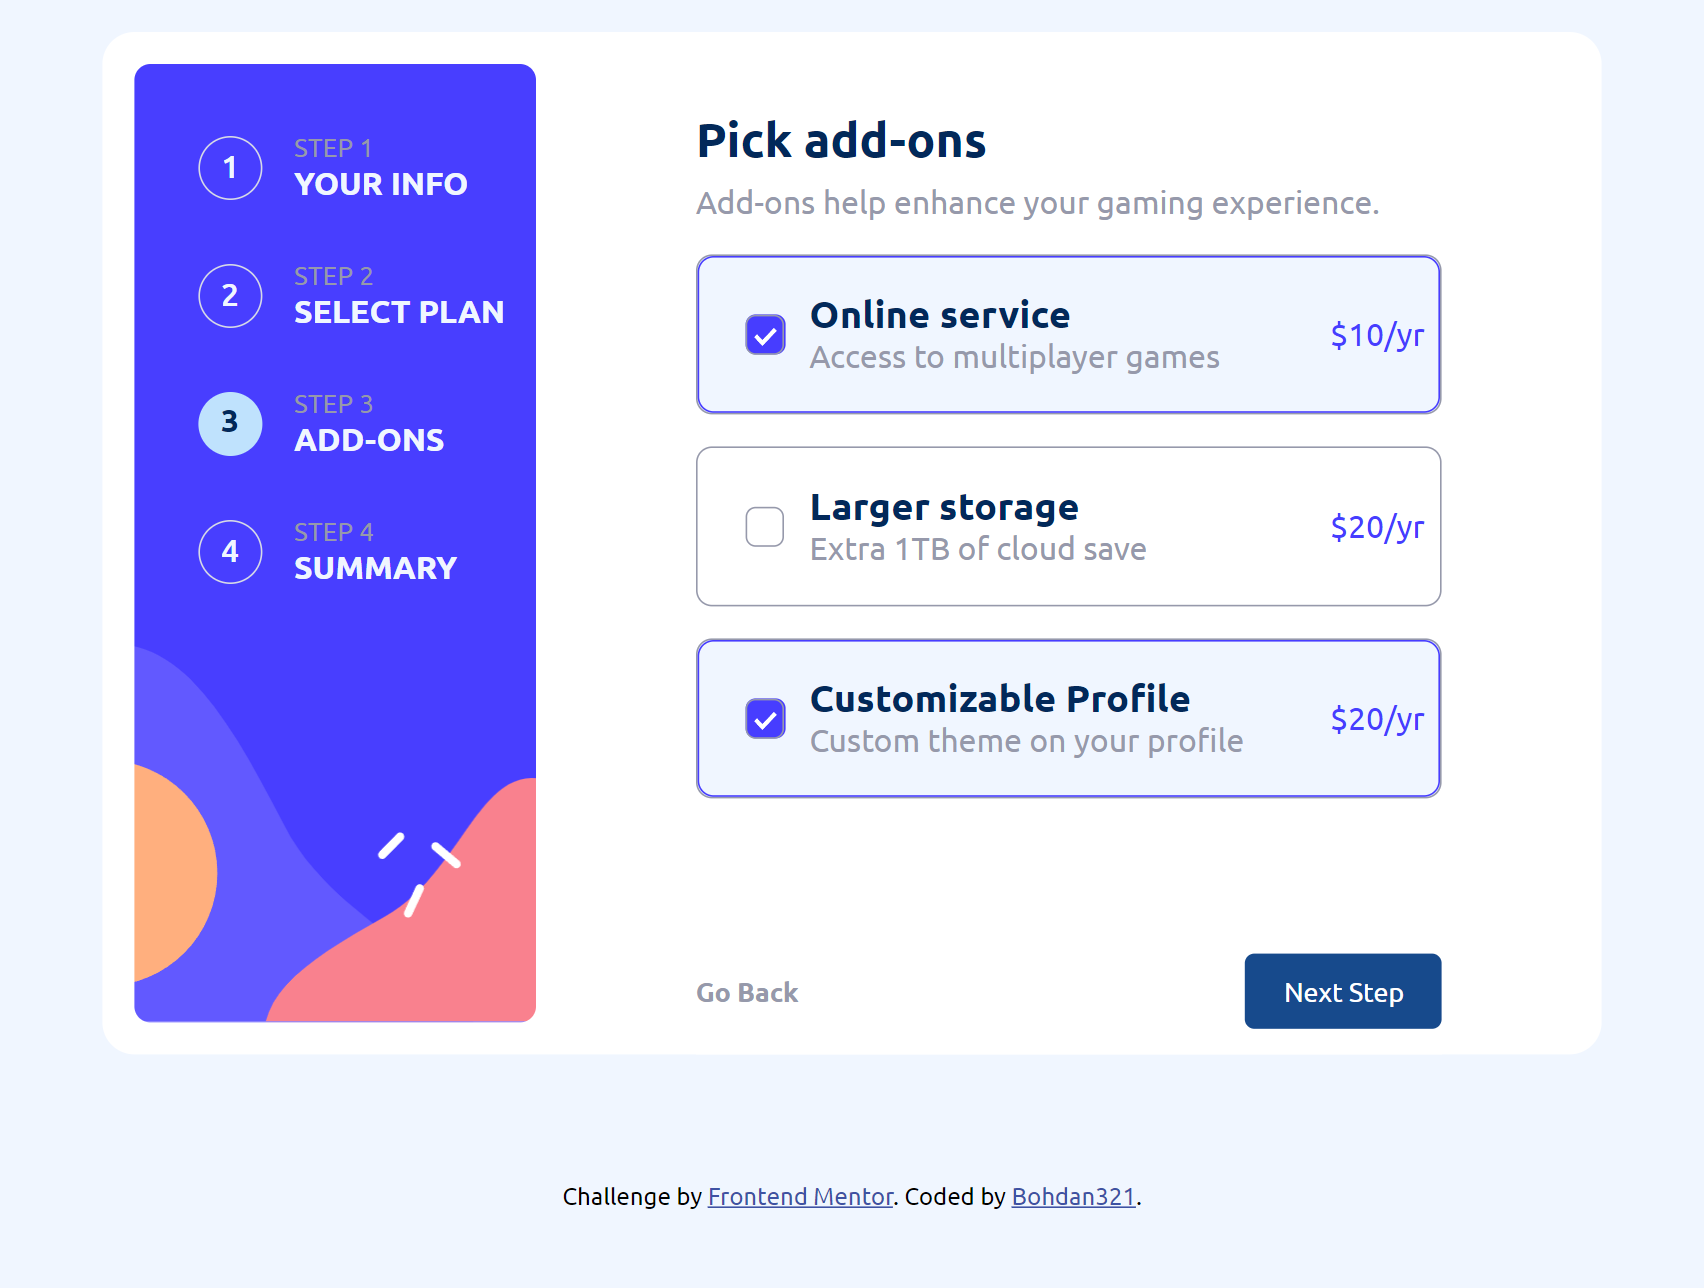 1
STEP 1
YOUR INFO
2
STEP 2
SELECT PLAN
3
STEP 3
ADD-ONS
4
STEP 4
SUMMARY
Pick add-ons
Add-ons help enhance your gaming experience.
Online service
Access to multiplayer games
$10/yr
Larger storage
Extra 1TB of cloud save
$20/yr
Customizable Profile
Custom theme on your profile
$20/yr
Go Back
Next Step
Challenge by Frontend Mentor. Coded by Bohdan321.